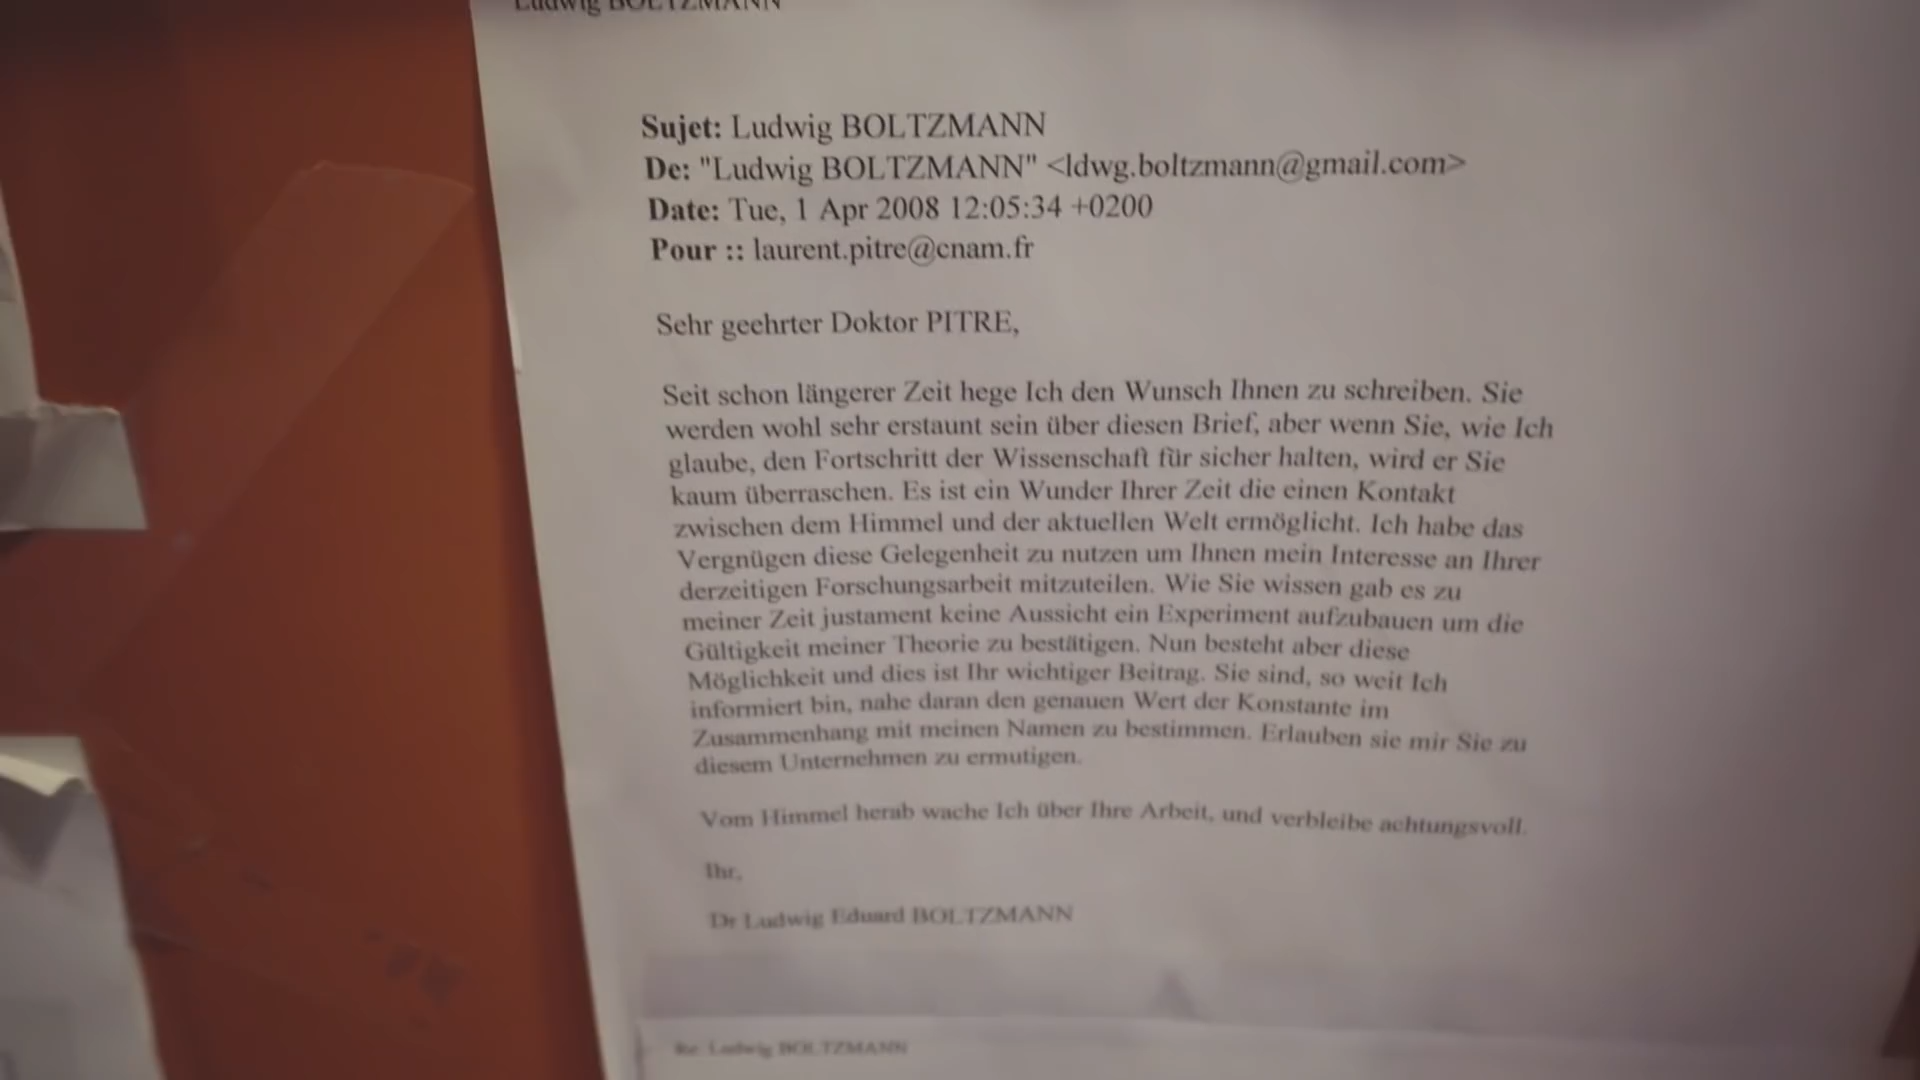 Ludwig BOLTZMANN
Sujet: Ludwig BOLTZMANN
De: "Ludwig BOLTZMANN" <ldwg.boltzmann@gmail.com>
Date: Tue, 1 Apr 2008 12:05:34 +0200
Pour :: laurent.pitre@cnam.fr
Sehr geehrter Doktor PITRE,
Seit schon längerer Zeit hege Ich den Wunsch Ihnen zu schreiben. Sie
werden wohl sehr erstaunt sein über diesen Brief, aber wenn Sie, wie Ich
glaube, den Fortschritt der Wissenschaft für sicher halten, wird er Sie
kaum überraschen. Es ist ein Wunder Ihrer Zeit die einen Kontakt
zwischen dem Himmel und der aktuellen Welt ermöglicht. Ich habe das
Vergnügen diese Gelegenheit zu nutzen um Ihnen mein Interesse an Ihrer
derzeitigen Forschungsarbeit mitzuteilen. Wie Sie wissen gab es zu
meiner Zeit justament keine Aussicht ein Experiment aufzubauen um die
Gültigkeit meiner Theorie zu bestätigen. Nun besteht aber diese
Möglichkeit und dies ist Ihr wichtiger Beitrag. Sie sind, so weit Ich
informiert bin, nahe daran den genauen Wert der Konstante im
Zusammenhang mit meinen Namen zu bestimmen. Erlauben sie mir Sie zu
diesem Unternehmen zu ermutigen.
Vom Himmel herab wache Ich über Ihre Arbeit, und verbleibe achtungsvoll.
Ihr,
Dr Ludwig Eduard BOLTZMANN
Re: Ludwig BOLTZMANN